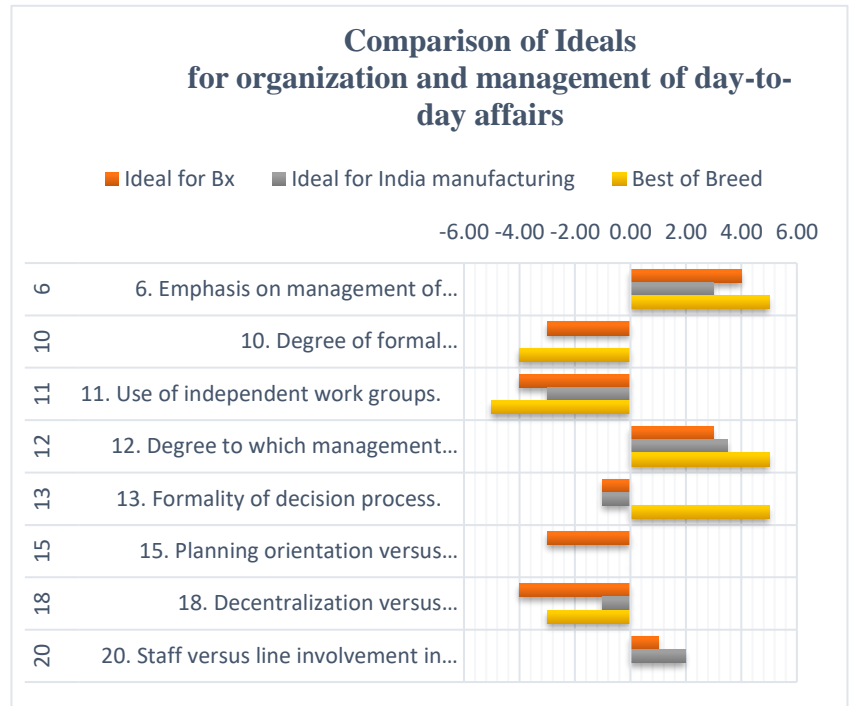 Comparison of Ideals
for organization and management of day-to-
day affairs
Ideal for Bx Ideal for India manufacturing Best of Breed
-6.00 -4.00 -2.00 0.00 2.00 4.00 6.00
6 6. Emphasis on management of...
10 10. Degree of formal...
11 11. Use of independent work groups.
12 12. Degree to which management...
13 13. Formality of decision process.
15 15. Planning orientation versus...
18 18. Decentralization versus...
20 20. Staff versus line involvement in...